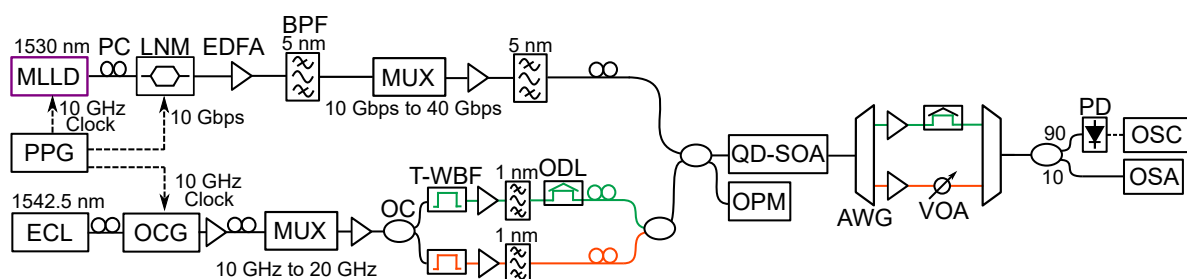 1530 nm
PC
LNM
EDFA
BPF
5 nm
MLLD
MUX
5 nm
10 Gbps to 40 Gbps
10 GHz
Clock
10 Gbps
PPG
10 GHz
Clock
1542.5 nm
ECL
OCG
MUX
10 GHz to 20 GHz
OC
T-WBF
1 nm
ODL
1 nm
QD-SOA
OPM
AWG
VOA
90
10
PD
OSC
OSA